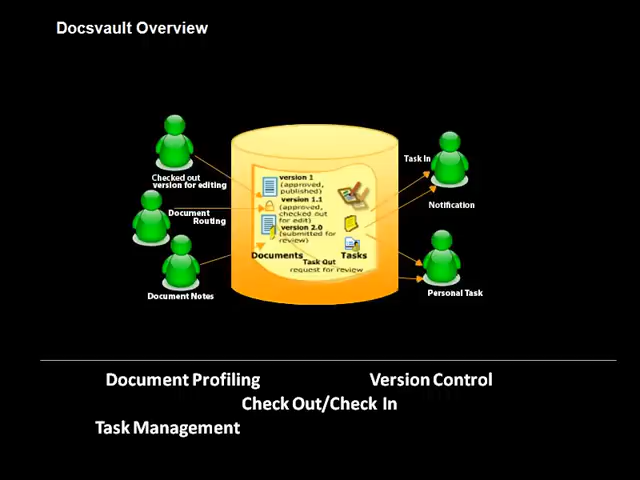 Docsvault Overview
Checked out
version for editing
Document
Routing
Document Notes
version 1
(approved,
published)
version 1.1
(approved,
checked out
for edit)
version 2.0
(submitted for
review)
Documents
Tasks
Task Out
request for review
Task In
Notification
Personal Task
Document Profiling
Version Control
Check Out/Check In
Task Management